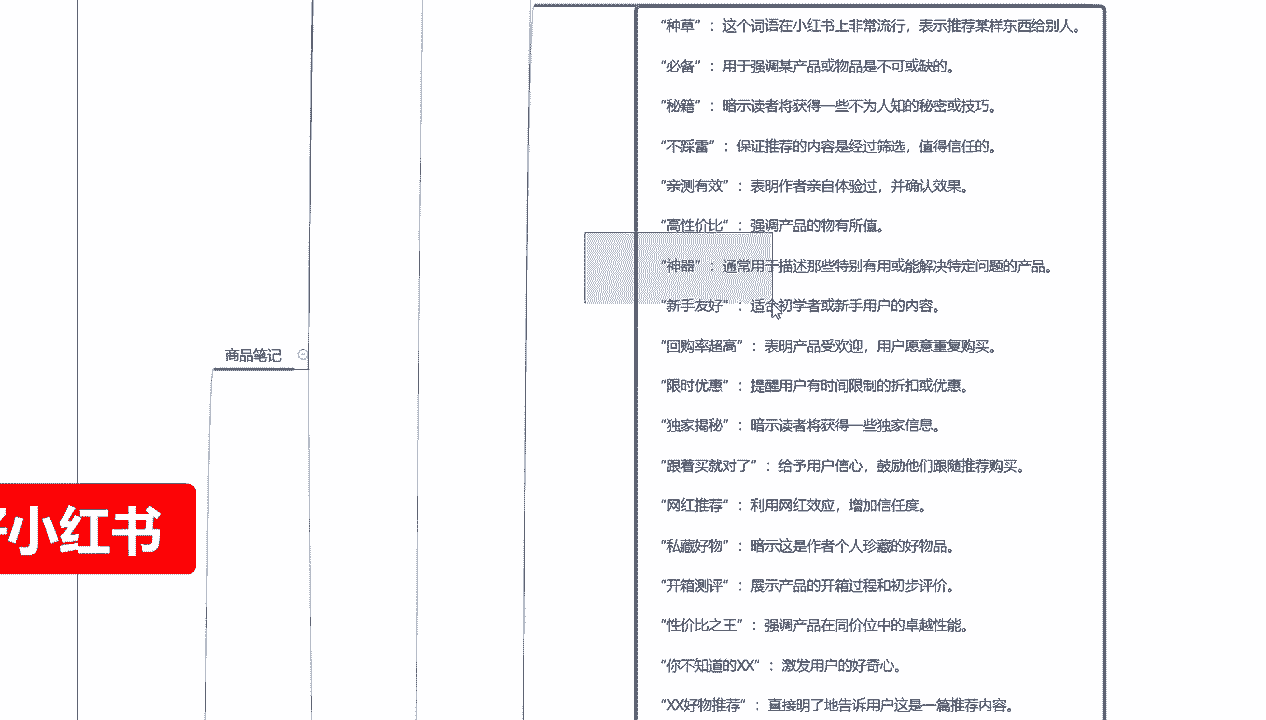 “种草”：这个词语在小红书上非常流行，表示推荐某样东西给别人。
“必备”：用于强调某产品或物品是不可或缺的。
“秘籍”：暗示读者将获得一些不为人知的秘密或技巧。
“不踩雷”：保证推荐的内容是经过筛选，值得信任的。
“亲测有效”：表明作者亲自体验过，并确认效果。
“高性价比”：强调产品的物有所值。
“神器”：通常用于描述那些特别有用或能解决特定问题的产品。
“新手友好”：适合初学者或新手用户的内容。
“回购率超高”：表明产品受欢迎，用户愿意重复购买。
商品笔记
“限时优惠”：提醒用户有时间限制的折扣或优惠。
“独家揭秘”：暗示读者将获得一些独家信息。
“跟着买就对了”：给予用户信心，鼓励他们跟随推荐购买。
“网红推荐”：利用网红效应，增加信任度。
小红书
“私藏好物”：暗示这是作者个人珍藏的好物品。
“开箱测评”：展示产品的开箱过程和初步评价。
“性价比之王”：强调产品在同价位中的卓越性能。
“你不知道的XX”：激发用户的好奇心。
“XX好物推荐”：直接明了地告诉用户这是一篇推荐内容。